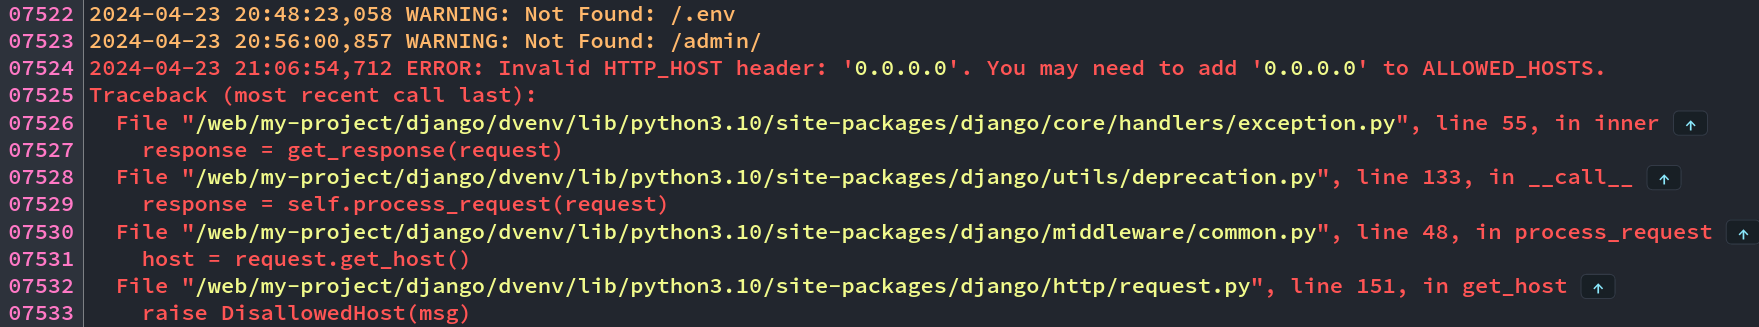 07522 2024-04-23 20:48:23,058 WARNING: Not Found: /.env
07523 2024-04-23 20:56:00,857 WARNING: Not Found: /admin/
07524 2024-04-23 21:06:54,712 ERROR: Invalid HTTP_HOST header: '0.0.0.0'. You may need to add '0.0.0.0' to ALLOWED_HOSTS.
07525 Traceback (most recent call last):
07526   File "/web/my-project/django/dvenv/lib/python3.10/site-packages/django/core/handlers/exception.py", line 55, in inner ↑
07527     response = get_response(request)
07528   File "/web/my-project/django/dvenv/lib/python3.10/site-packages/django/utils/deprecation.py", line 133, in __call__ ↑
07529     response = self.process_request(request)
07530   File "/web/my-project/django/dvenv/lib/python3.10/site-packages/django/middleware/common.py", line 48, in process_request ↑
07531     host = request.get_host()
07532   File "/web/my-project/django/dvenv/lib/python3.10/site-packages/django/http/request.py", line 151, in get_host ↑
07533     raise DisallowedHost(msg)